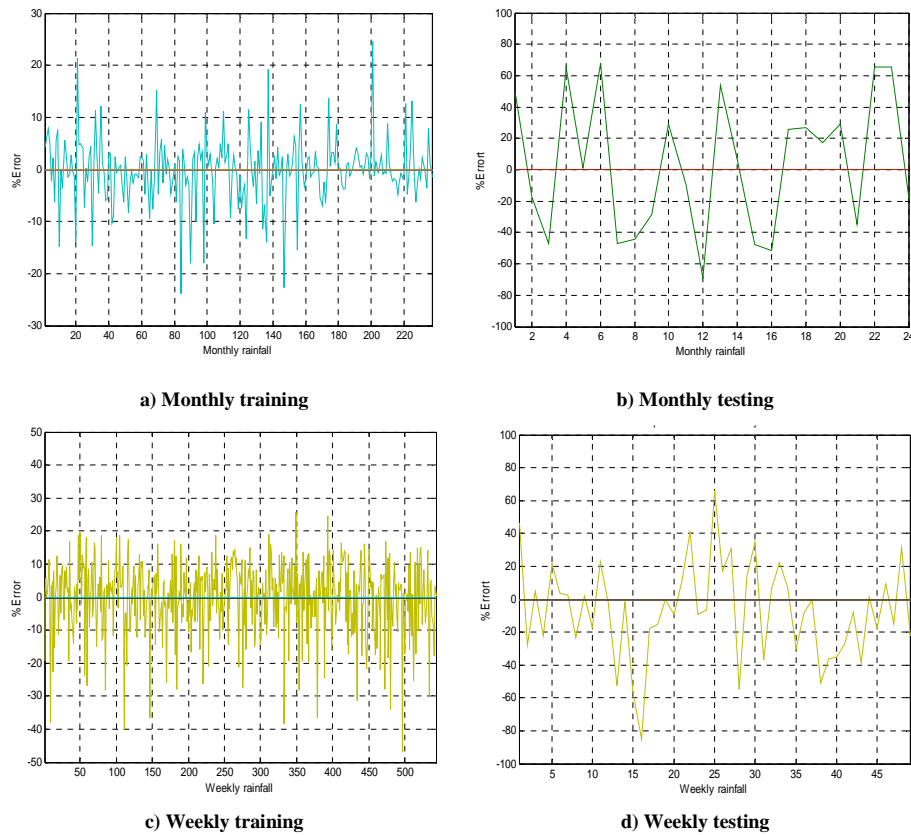 30
20
10
0
-10
-20
-30
%Error
20 40 60 80 100 120 140 160 180 200 220
Monthly rainfall
a) Monthly training
100
80
60
40
20
0
-20
-40
-60
-80
-100
%Errort
2 4 6 8 10 12 14 16 18 20 22 24
Monthly rainfall
b) Monthly testing
50
40
30
20
10
0
-10
-20
-30
-40
-50
%Error
50 100 150 200 250 300 350 400 450 500
Weekly rainfall
c) Weekly training
100
80
60
40
20
0
-20
-40
-60
-80
-100
%Errort
5 10 15 20 25 30 35 40 45
Weekly rainfall
d) Weekly testing